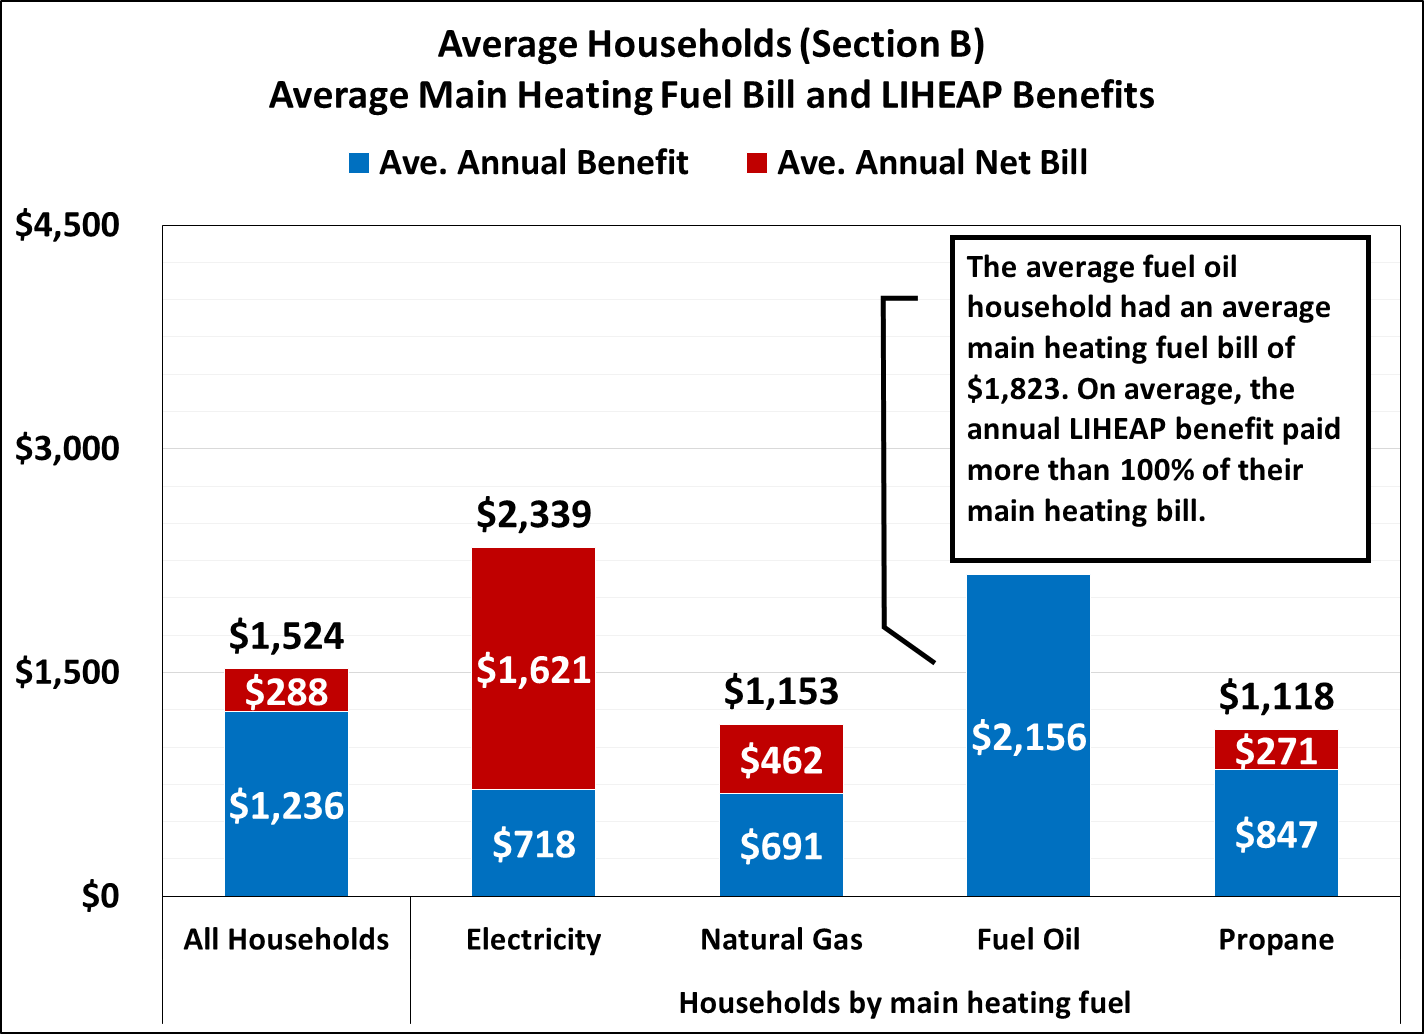 Average Households (Section B)
Average Main Heating Fuel Bill and LIHEAP Benefits
Ave. Annual Benefit
Ave. Annual Net Bill
$4,500
$3,000
$1,500
$0
The average fuel oil
household had an average
main heating fuel bill of
$1,823. On average, the
annual LIHEAP benefit paid
more than 100% of their
main heating bill.
$1,524
$288
$1,236
$2,339
$1,621
$718
$1,153
$462
$691
$2,156
$1,118
$271
$847
All Households
Electricity
Natural Gas
Fuel Oil
Propane
Households by main heating fuel